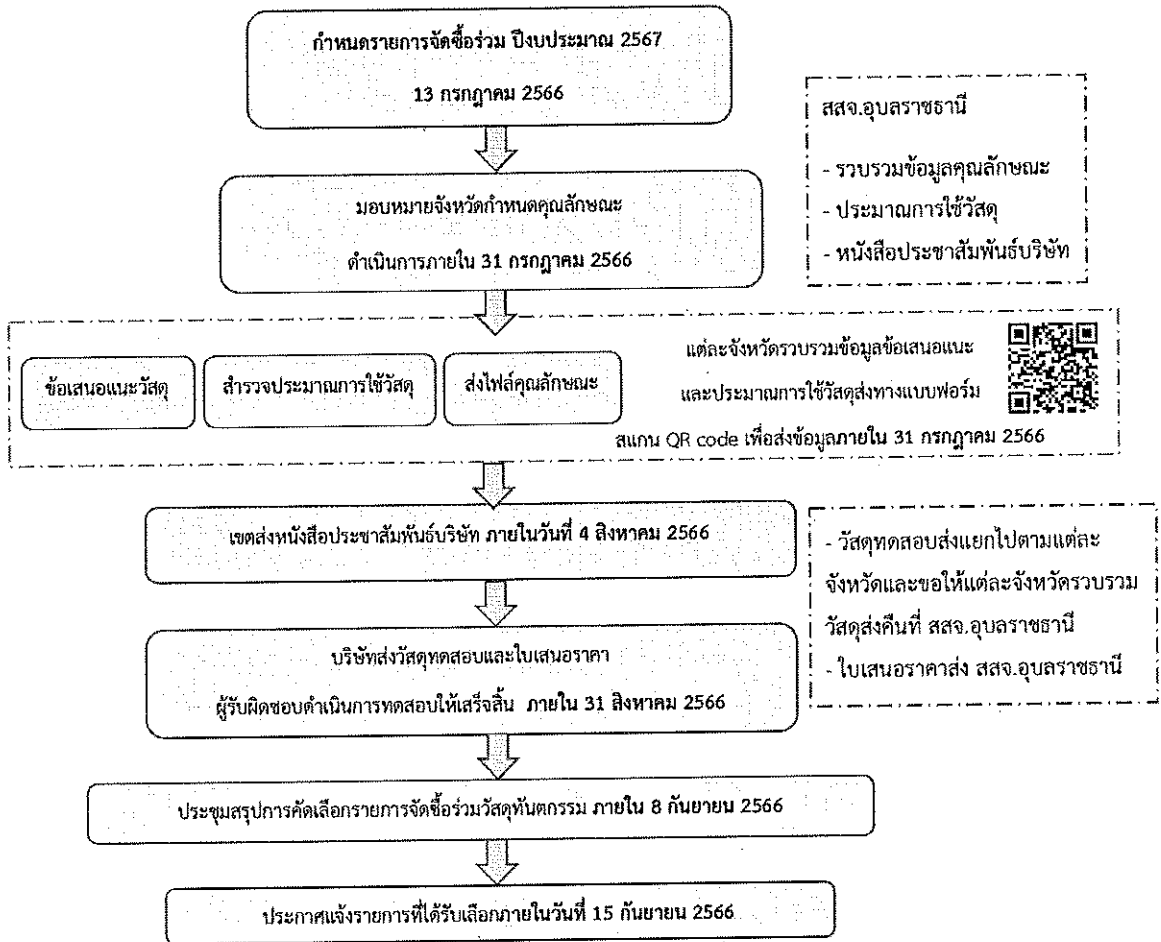 กำหนดรายการจัดซื้อร่วม ปีงบประมาณ 2567
13 กรกฎาคม 2566
สสจ.อุบลราชธานี
- รวบรวมข้อมูลคุณลักษณะ
- ประมาณการใช้วัสดุ
- หนังสือประชาสัมพันธ์บริษัท
มอบหมายจังหวัดกำหนดคุณลักษณะ
ดำเนินการภายใน 31 กรกฎาคม 2566
ข้อเสนอแนะวัสดุ
สำรวจประมาณการใช้วัสดุ
ส่งไฟล์คุณลักษณะ
แต่ละจังหวัดรวบรวมข้อมูลข้อเสนอแนะ
และประมาณการใช้วัสดุส่งทางแบบฟอร์ม
สแกน QR code เพื่อส่งข้อมูลภายใน 31 กรกฎาคม 2566
เขตส่งหนังสือประชาสัมพันธ์บริษัท ภายในวันที่ 4 สิงหาคม 2566
- วัสดุทดสอบส่งแยกไปตามแต่ละ
จังหวัดและขอให้แต่ละจังหวัดรวบรวม
วัสดุส่งคืนที่ สสจ.อุบลราชธานี
- ใบเสนอราคาส่ง สสจ.อุบลราชธานี
บริษัทส่งวัสดุทดสอบและใบเสนอราคา
ผู้รับผิดชอบดำเนินการทดสอบให้เสร็จสิ้น ภายใน 31 สิงหาคม 2566
ประชุมสรุปการคัดเลือกรายการจัดซื้อร่วมวัสดุทันตกรรม ภายใน 8 กันยายน 2566
ประกาศแจ้งรายการที่ได้รับเลือกภายในวันที่ 15 กันยายน 2566